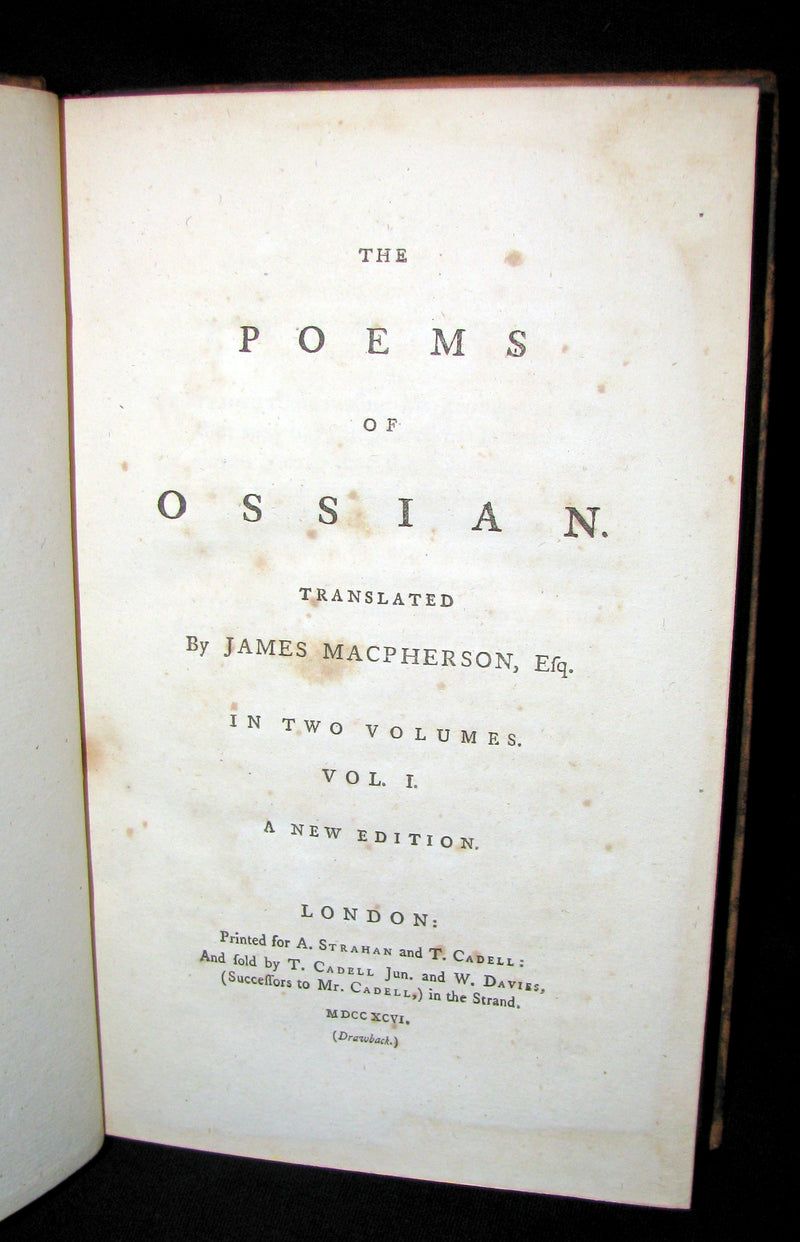 THE
POEMS
OF
OSSIAN.
TRANSLATED
By JAMES MACPHERSON, Eſq.
IN TWO VOLUMES.
VOL. I.
A NEW EDITION.
LONDON:
Printed for A. STRAHAN and T. CADELL:
And ſold by T. CADELL Jun. and W. DAVIES,
(Succeſſors to Mr. CADELL,) in the Strand.
MDCCXCVI.
(Drawback.)